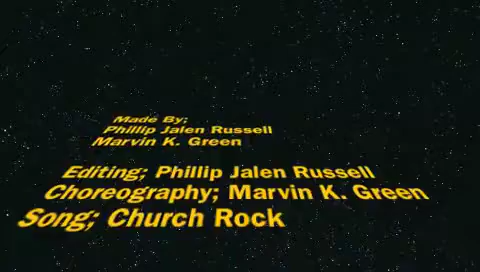 Made By;
Phillip Jalen Russell
Marvin K. Green
Editing; Phillip Jalen Russell
Choreography; Marvin K. Green
Song; Church Rock